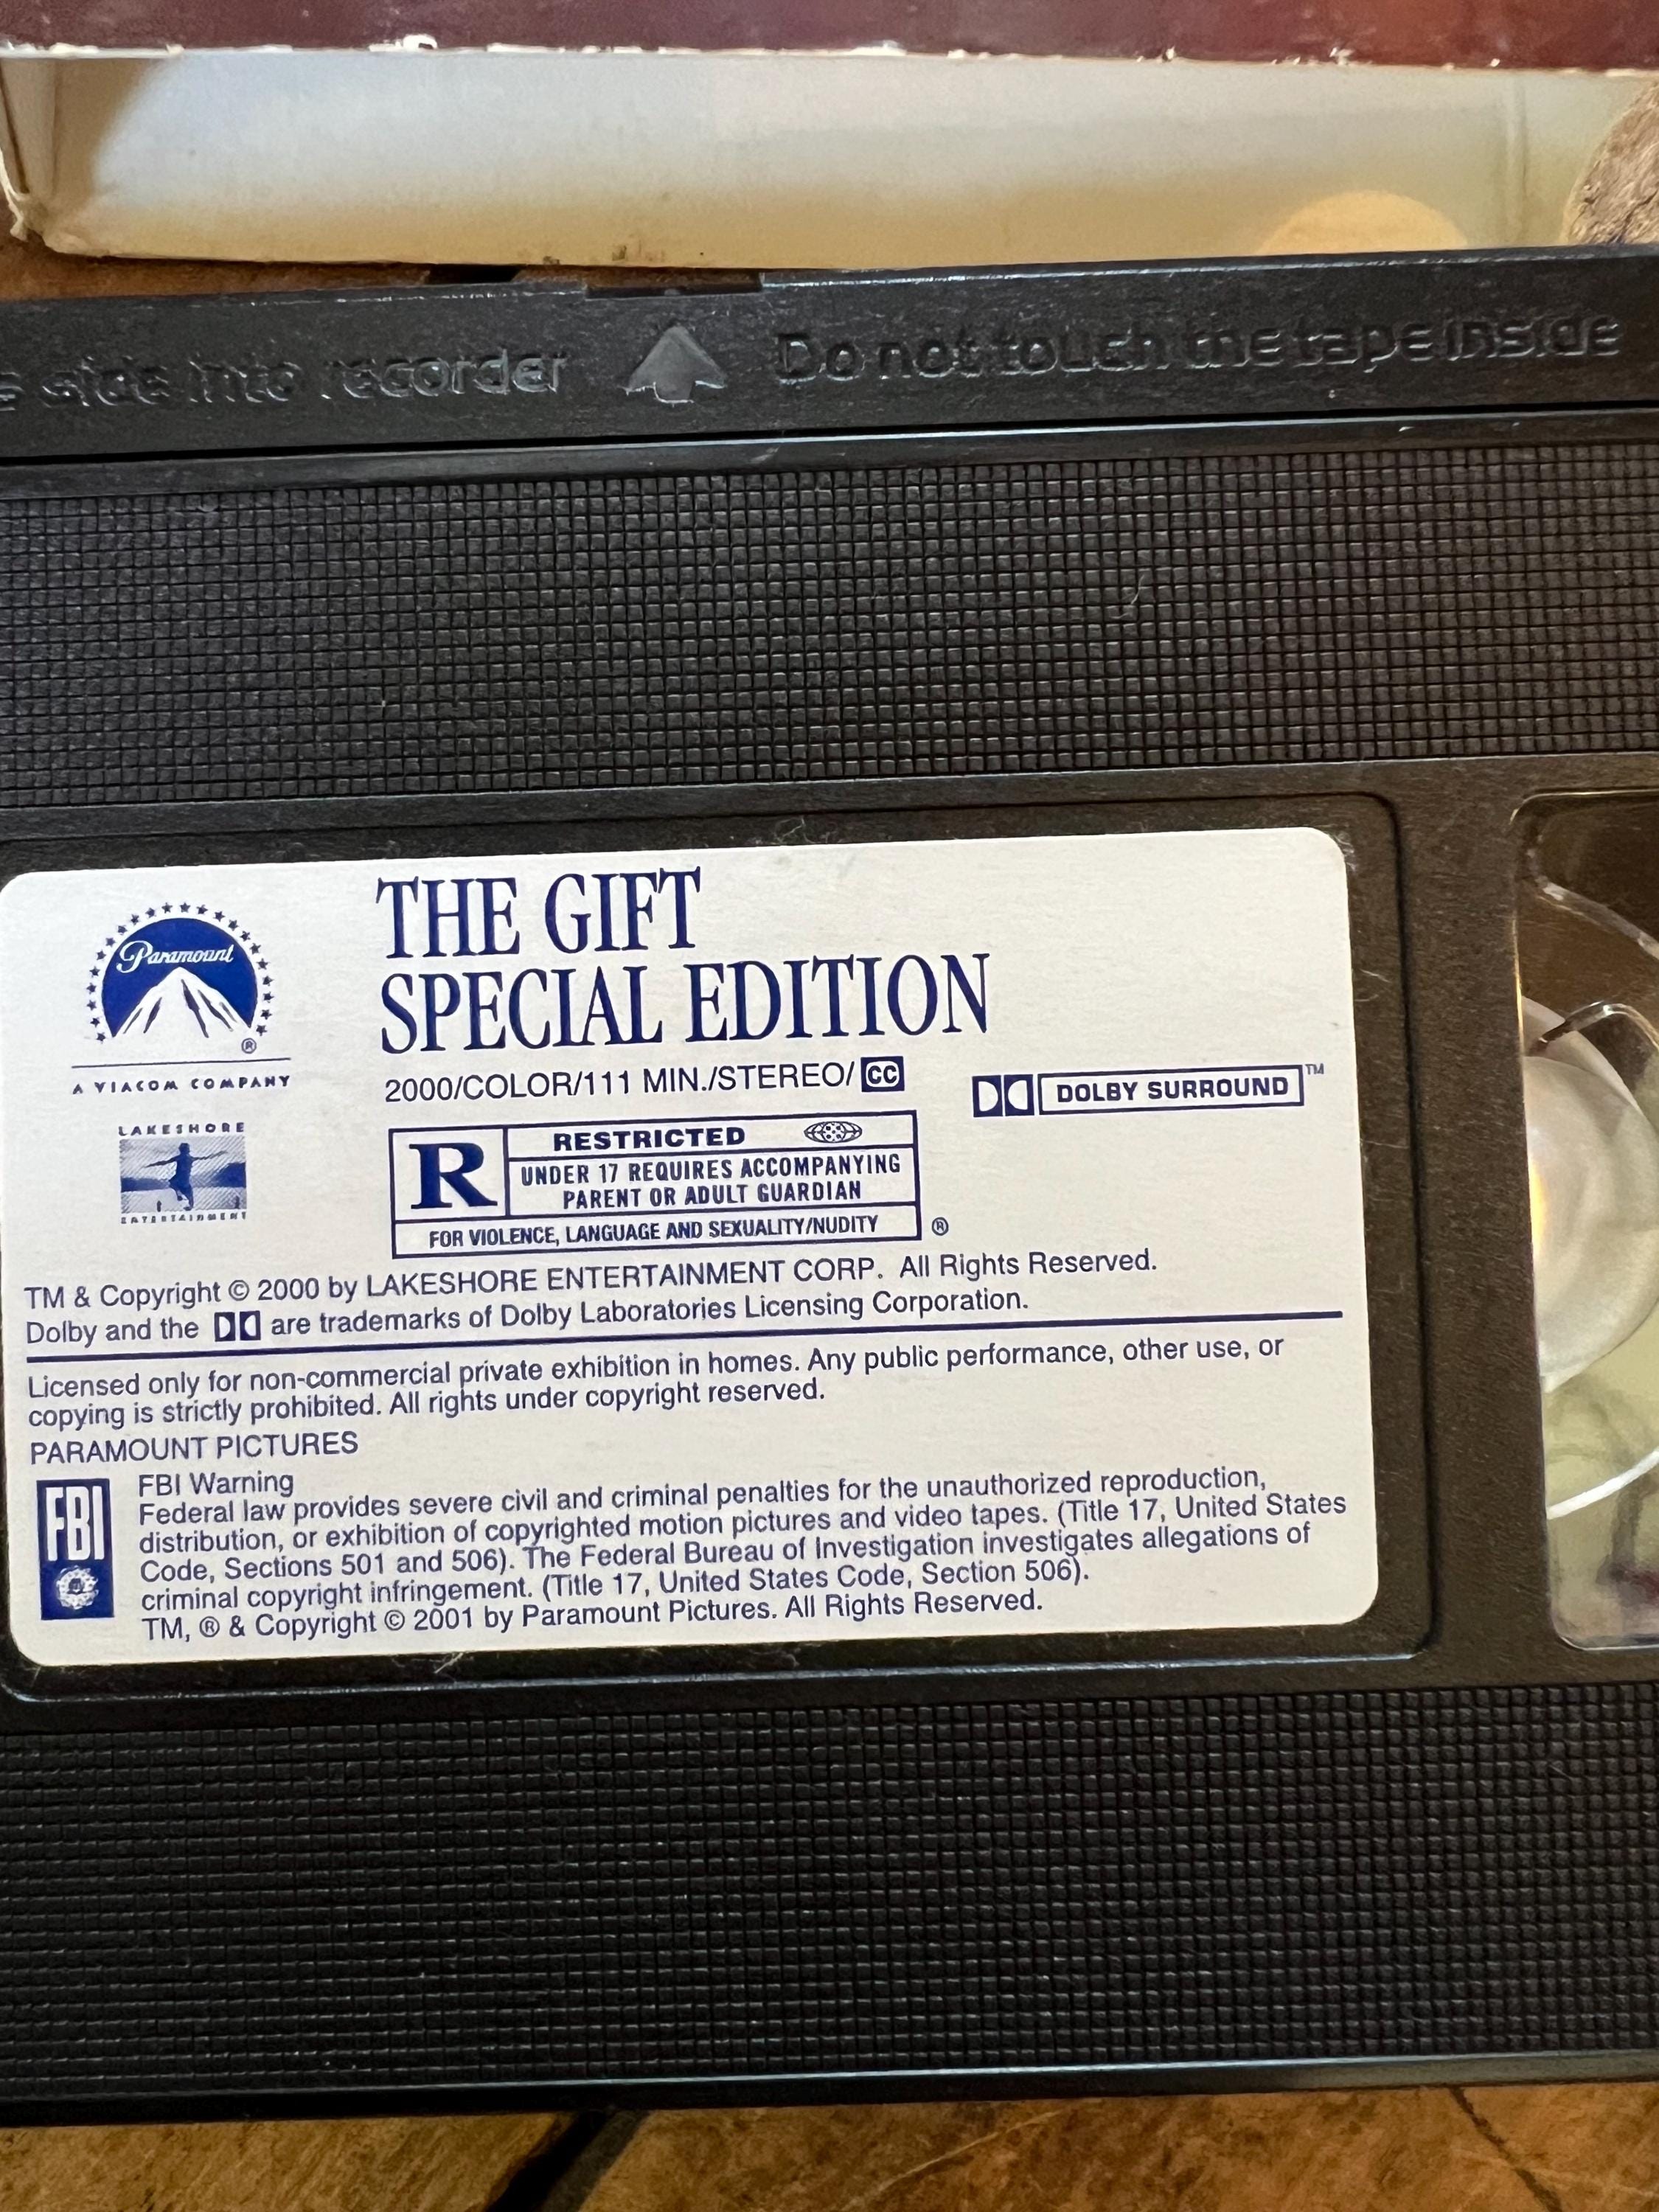 side into recorder Do not touch the tape inside
Paramount
®
A VIACOM COMPANY
LAKESHORE
ENTERTAINMENT
THE GIFT
SPECIAL EDITION
2000/COLOR/111 MIN./STEREO/ CC
DOLBY SURROUND™
R
RESTRICTED
UNDER 17 REQUIRES ACCOMPANYING
PARENT OR ADULT GUARDIAN
FOR VIOLENCE, LANGUAGE AND SEXUALITY/NUDITY
®
TM & Copyright © 2000 by LAKESHORE ENTERTAINMENT CORP. All Rights Reserved.
Dolby and the are trademarks of Dolby Laboratories Licensing Corporation.
Licensed only for non-commercial private exhibition in homes. Any public performance, other use, or
copying is strictly prohibited. All rights under copyright reserved.
PARAMOUNT PICTURES
FBI
FBI Warning
Federal law provides severe civil and criminal penalties for the unauthorized reproduction,
distribution, or exhibition of copyrighted motion pictures and video tapes. (Title 17, United States
Code, Sections 501 and 506). The Federal Bureau of Investigation investigates allegations of
criminal copyright infringement. (Title 17, United States Code, Section 506).
TM, ® & Copyright © 2001 by Paramount Pictures. All Rights Reserved.